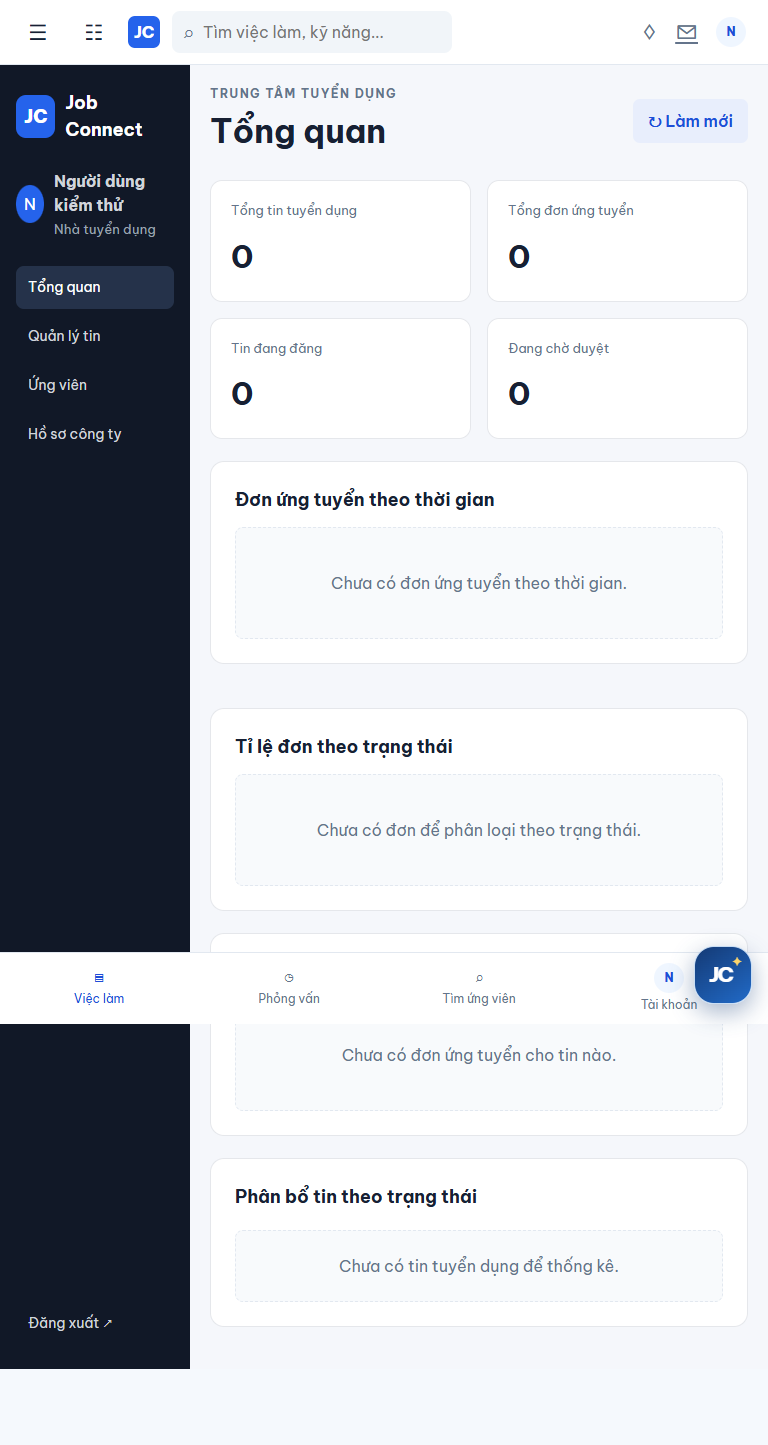 JC
Tìm việc làm, kỹ năng...
N
JC
Job
Connect
N
Người dùng
kiểm thử
Nhà tuyển dụng
Tổng quan
Quản lý tin
Ứng viên
Hồ sơ công ty
Đăng xuất ↗
TRUNG TÂM TUYỂN DỤNG
Tổng quan
↻ Làm mới
Tổng tin tuyển dụng
0
Tổng đơn ứng tuyển
0
Tin đang đăng
0
Đang chờ duyệt
0
Đơn ứng tuyển theo thời gian
Chưa có đơn ứng tuyển theo thời gian.
Tỉ lệ đơn theo trạng thái
Chưa có đơn để phân loại theo trạng thái.
Việc làm
Phỏng vấn
Tìm ứng viên
N
Tài khoản
JC
Chưa có đơn ứng tuyển cho tin nào.
Phân bổ tin theo trạng thái
Chưa có tin tuyển dụng để thống kê.